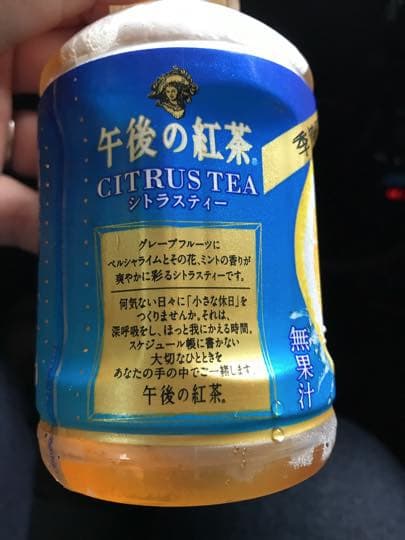 午後の紅茶®
CITRUS TEA
シトラスティー
グレープフルーツに
ペルシャライムとその花、ミントの香りが
爽やかに彩るシトラスティーです。
何気ない日々に「小さな休日」を
つくりませんか。それは、
深呼吸をし、ほっと我にかえる時間。
スケジュール帳に書かない
大切なひとときを
あなたの手の中でご一緒します。
午後の紅茶®
季
無果汁